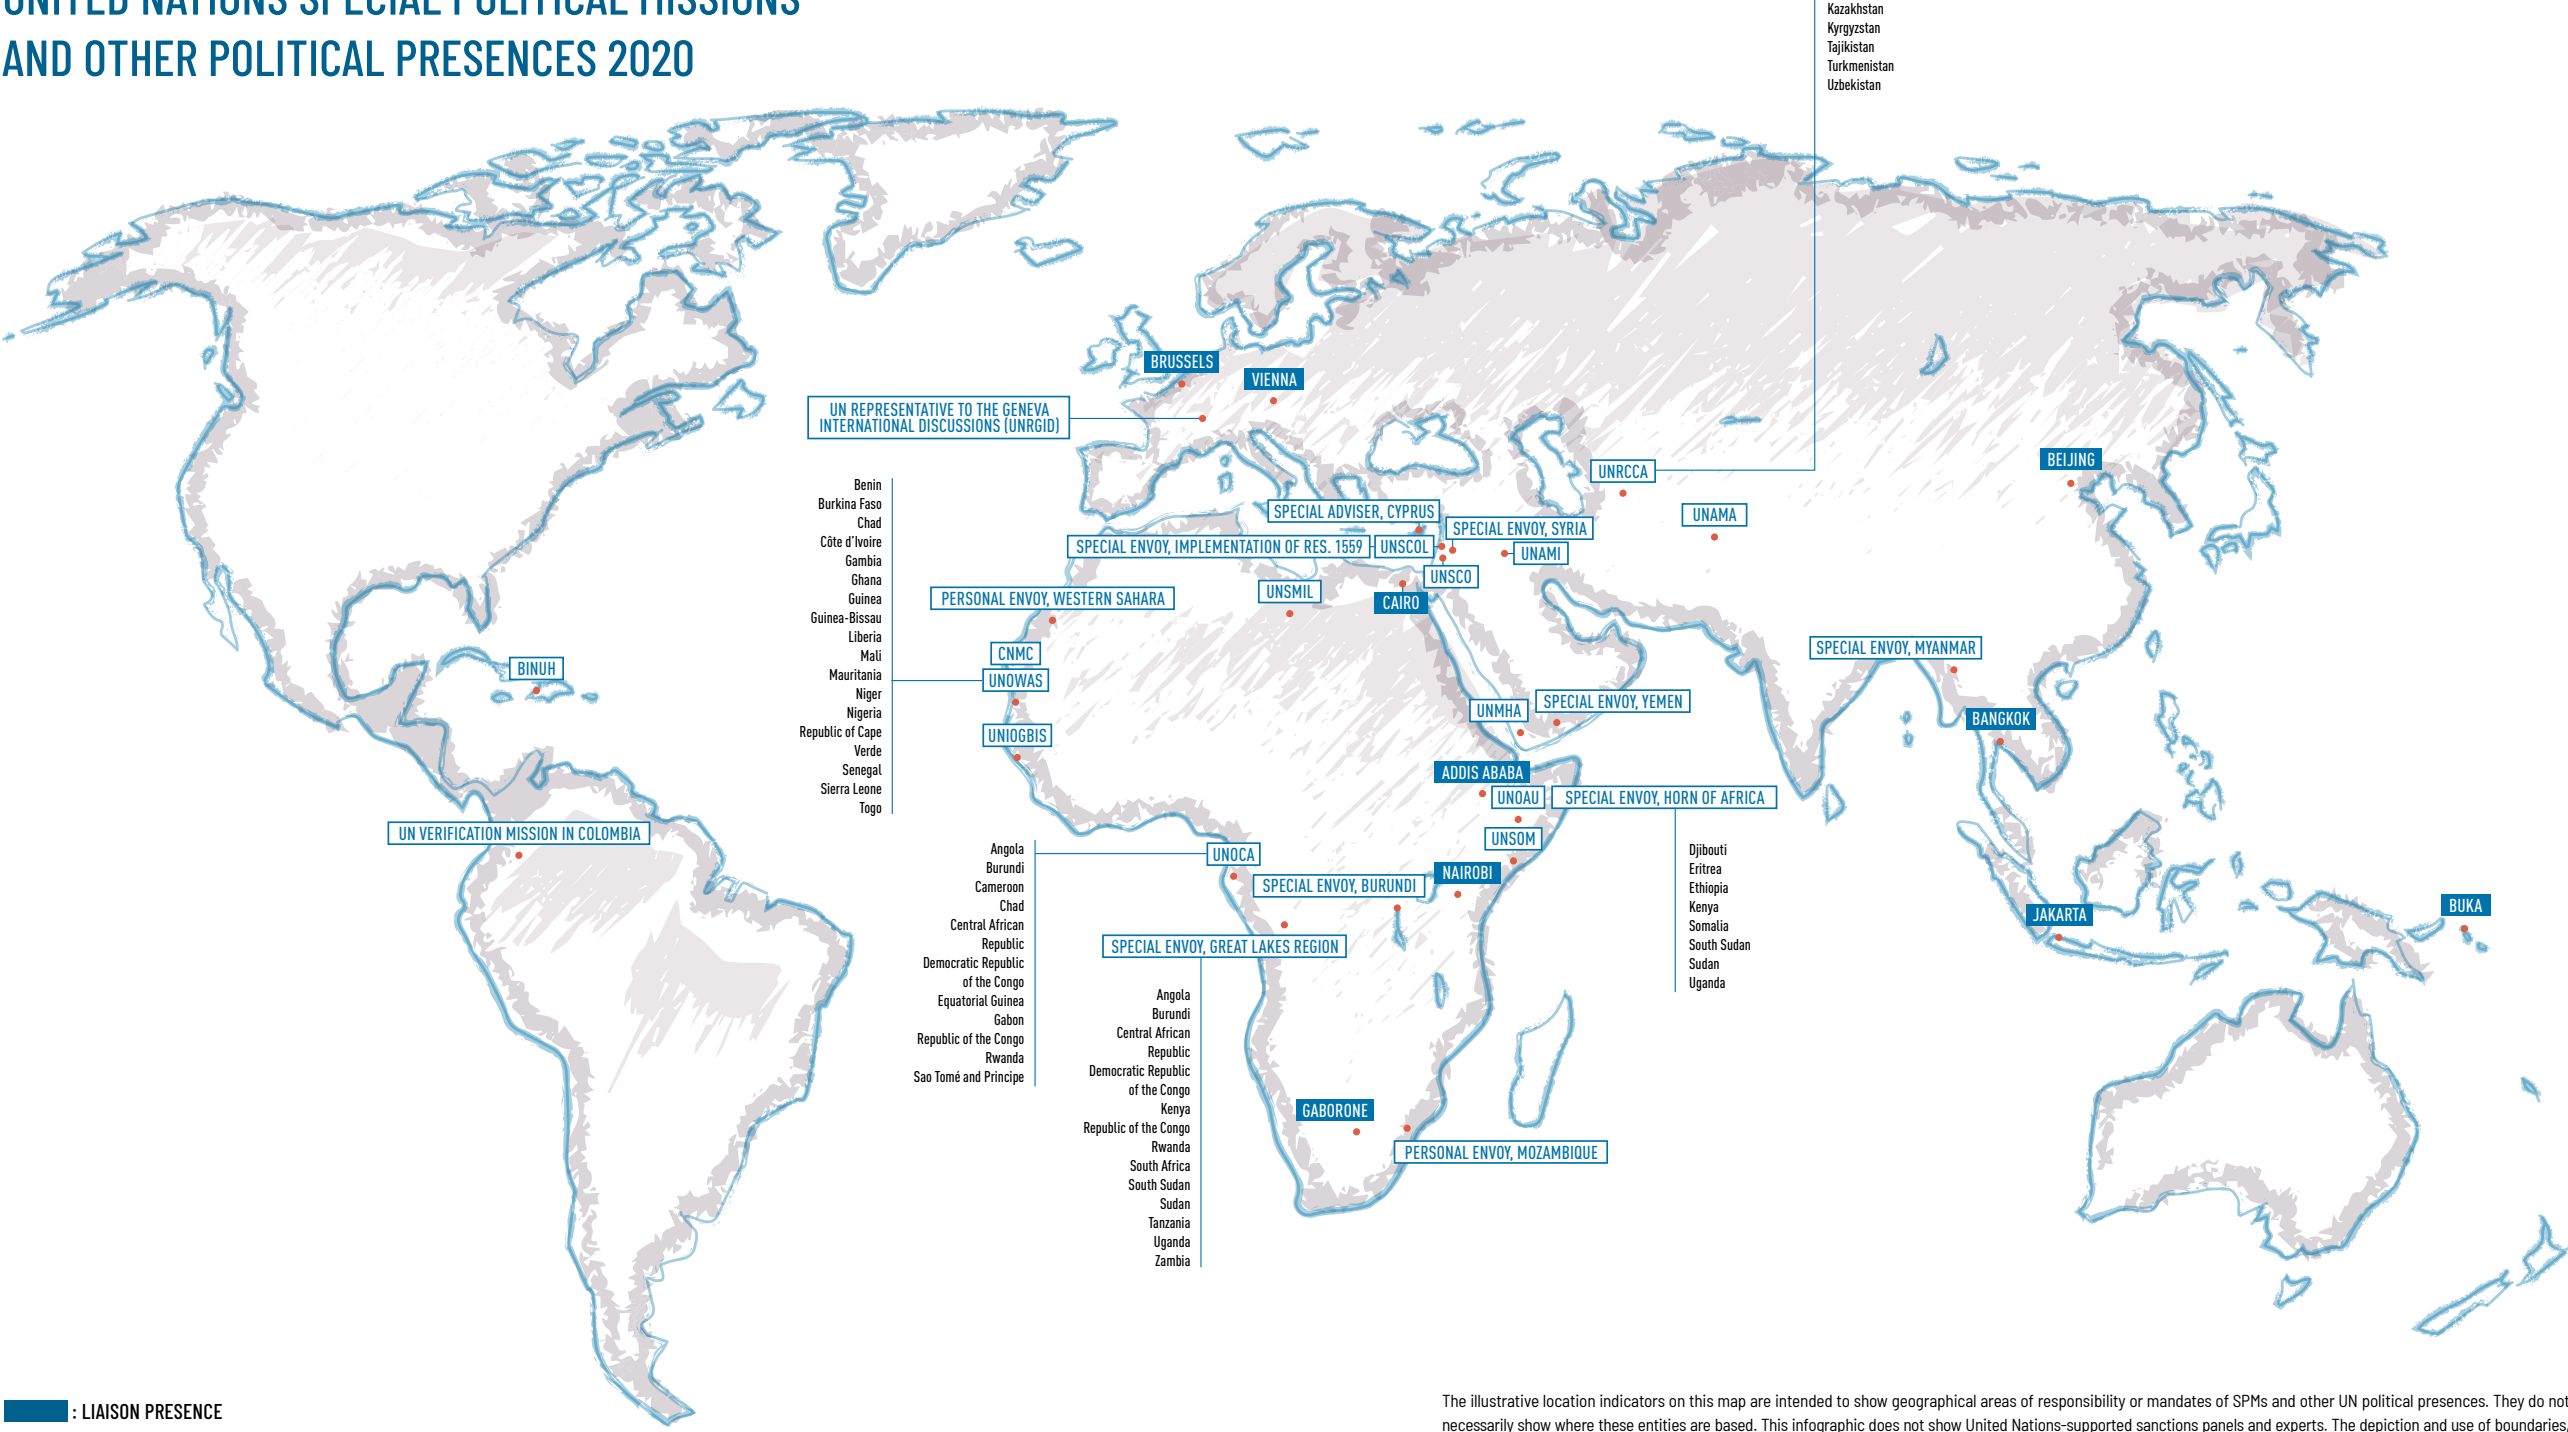 UNITED NATIONS SPECIAL POLITICAL MISSIONS
AND OTHER POLITICAL PRESENCES 2020
Kazakhstan
Kyrgyzstan
Tajikistan
Turkmenistan
Uzbekistan
BRUSSELS
VIENNA
UN REPRESENTATIVE TO THE GENEVA
INTERNATIONAL DISCUSSIONS (UNRGID)
BEIJING
UNRCCA
UNAMA
SPECIAL ADVISER, CYPRUS
SPECIAL ENVOY, SYRIA
SPECIAL ENVOY, IMPLEMENTATION OF RES. 1559
UNSCOL
UNAMI
UNSCO
UNSMIL
CAIRO
PERSONAL ENVOY, WESTERN SAHARA
CNMC
UNOWAS
Benin
Burkina Faso
Chad
Côte d'Ivoire
Gambia
Ghana
Guinea
Guinea-Bissau
Liberia
Mali
Mauritania
Niger
Nigeria
Republic of Cape
Verde
Senegal
Sierra Leone
Togo
UNIOGBIS
BINUH
SPECIAL ENVOY, MYANMAR
SPECIAL ENVOY, YEMEN
UNMHA
BANGKOK
ADDIS ABABA
UNOAU
SPECIAL ENVOY, HORN OF AFRICA
Djibouti
Eritrea
Ethiopia
Kenya
Somalia
South Sudan
Sudan
Uganda
UN VERIFICATION MISSION IN COLOMBIA
UNSOM
UNOCA
Angola
Burundi
Cameroon
Chad
Central African
Republic
Democratic Republic
of the Congo
Equatorial Guinea
Gabon
Republic of the Congo
Rwanda
Sao Tomé and Principe
NAIROBI
SPECIAL ENVOY, BURUNDI
SPECIAL ENVOY, GREAT LAKES REGION
Angola
Burundi
Central African
Republic
Democratic Republic
of the Congo
Kenya
Republic of the Congo
Rwanda
South Africa
South Sudan
Sudan
Tanzania
Uganda
Zambia
JAKARTA
BUKA
GABORONE
PERSONAL ENVOY, MOZAMBIQUE
: LIAISON PRESENCE
The illustrative location indicators on this map are intended to show geographical areas of responsibility or mandates of SPMs and other UN political presences. They do not
necessarily show where these entities are based. This infographic does not show United Nations-supported sanctions panels and experts. The depiction and use of boundaries,